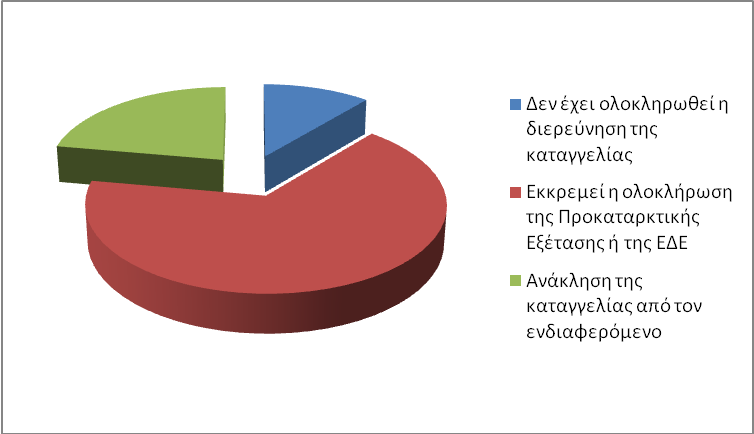 Δεν έχει ολοκληρωθεί η
διερεύνηση της
καταγγελίας
Εκκρεμεί η ολοκλήρωση
της Προκαταρκτικής
Εξέτασης ή της ΕΔΕ
Ανάκληση της
καταγγελίας από τον
ενδιαφερόμενο